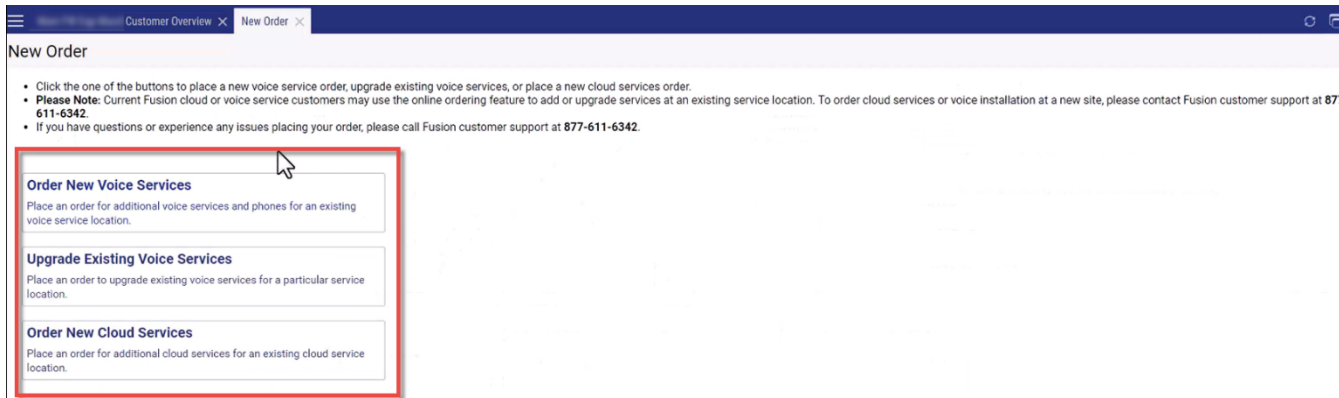 Customer Overview
New Order
New Order
Click the one of the buttons to place a new voice service order, upgrade existing voice services, or place a new cloud services order.
Please Note: Current Fusion cloud or voice service customers may use the online ordering feature to add or upgrade services at an existing service location. To order cloud services or voice installation at a new site, please contact Fusion customer support at 87
611-6342.
If you have questions or experience any issues placing your order, please call Fusion customer support at 877-611-6342.
Order New Voice Services
Place an order for additional voice services and phones for an existing
voice service location.
Upgrade Existing Voice Services
Place an order to upgrade existing voice services for a particular service
location.
Order New Cloud Services
Place an order for additional cloud services for an existing cloud service
location.